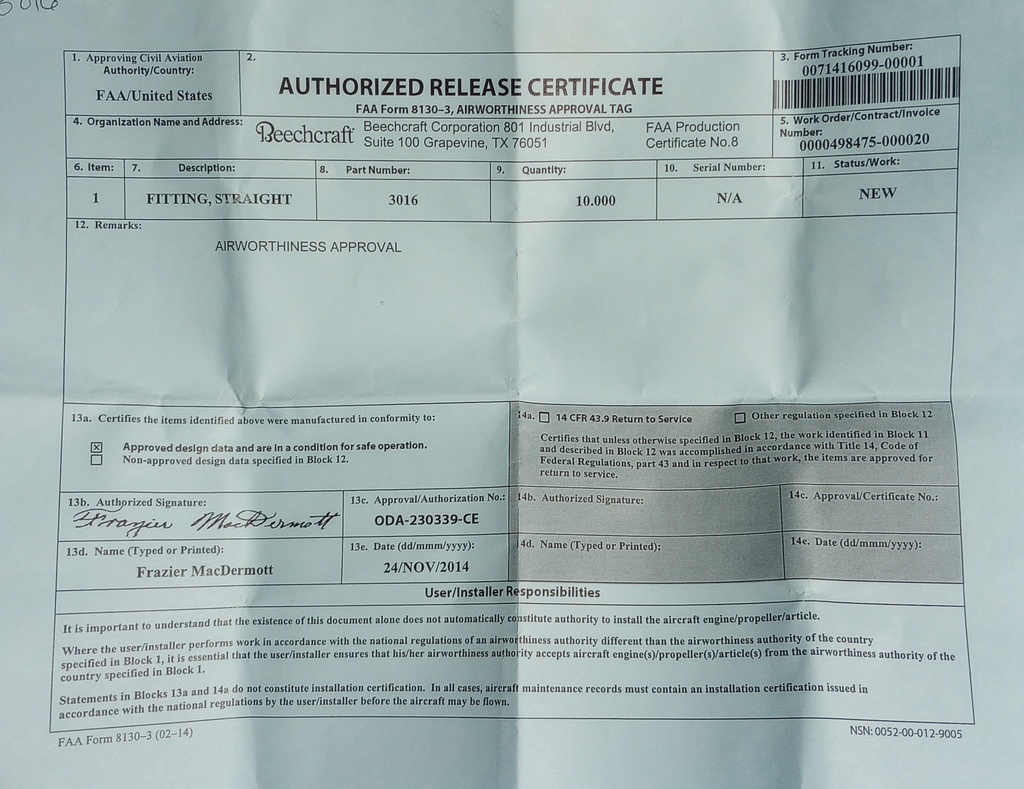 3016
1. Approving Civil Aviation
Authority/Country:
FAA/United States
2.
AUTHORIZED RELEASE CERTIFICATE
FAA Form 8130–3, AIRWORTHINESS APPROVAL TAG
3. Form Tracking Number:
0071416099-00001
4. Organization Name and Address:
Beechcraft
Beechcraft Corporation 801 Industrial Blvd,
Suite 100 Grapevine, TX 76051
FAA Production
Certificate No.8
5. Work Order/Contract/Invoice
Number:
0000498475-000020
6. Item: 7. Description: 8. Part Number: 9. Quantity: 10. Serial Number: 11. Status/Work:
1 FITTING, STRAIGHT 3016 10.000 N/A NEW
12. Remarks:
AIRWORTHINESS APPROVAL
13a. Certifies the items identified above were manufactured in conformity to:
☒ Approved design data and are in a condition for safe operation.
☐ Non-approved design data specified in Block 12.
14a. ☐ 14 CFR 43.9 Return to Service ☐ Other regulation specified in Block 12
Certifies that unless otherwise specified in Block 12, the work identified in Block 11
and described in Block 12 was accomplished in accordance with Title 14, Code of
Federal Regulations, part 43 and in respect to that work, the items are approved for
return to service.
13b. Authorized Signature:
Frazier MacDermott
13c. Approval/Authorization No.:
ODA-230339-CE
14b. Authorized Signature:
14c. Approval/Certificate No.:
13d. Name (Typed or Printed):
Frazier MacDermott
13e. Date (dd/mmm/yyyy):
24/NOV/2014
14d. Name (Typed or Printed):
14e. Date (dd/mmm/yyyy):
User/Installer Responsibilities
It is important to understand that the existence of this document alone does not automatically constitute authority to install the aircraft engine/propeller/article.
Where the user/installer performs work in accordance with the national regulations of an airworthiness authority different than the airworthiness authority of the country
specified in Block 1, it is essential that the user/installer ensures that his/her airworthiness authority accepts aircraft engine(s)/propeller(s)/article(s) from the airworthiness authority of the
country specified in Block 1.
Statements in Blocks 13a and 14a do not constitute installation certification. In all cases, aircraft maintenance records must contain an installation certification issued in
accordance with the national regulations by the user/installer before the aircraft may be flown.
FAA Form 8130–3 (02–14)
NSN: 0052-00-012-9005